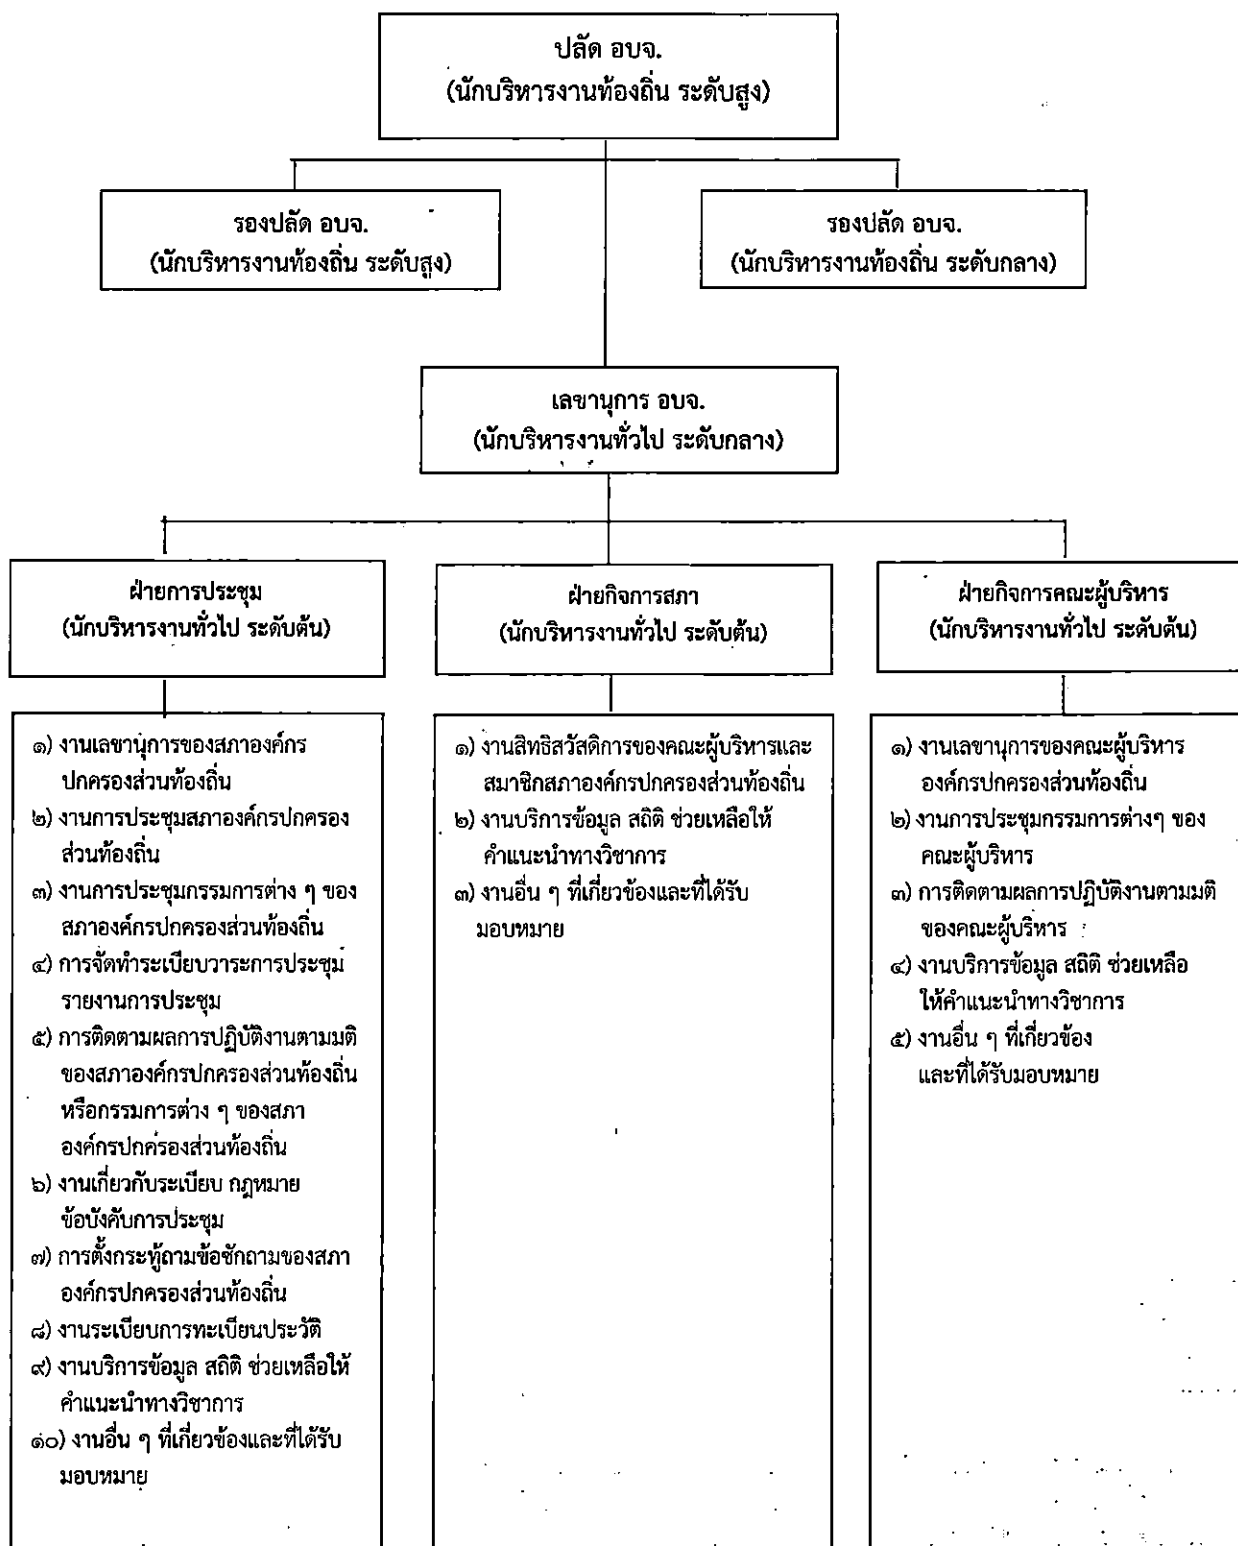 ปลัด อบจ.
(นักบริหารงานท้องถิ่น ระดับสูง)
รองปลัด อบจ.
(นักบริหารงานท้องถิ่น ระดับสูง)
รองปลัด อบจ.
(นักบริหารงานท้องถิ่น ระดับกลาง)
เลขานุการ อบจ.
(นักบริหารงานทั่วไป ระดับกลาง)
ฝ่ายการประชุม
(นักบริหารงานทั่วไป ระดับต้น)
๑) งานเลขานุการของสภาองค์กร
ปกครองส่วนท้องถิ่น
๒) งานการประชุมสภาองค์กรปกครอง
ส่วนท้องถิ่น
๓) งานการประชุมกรรมการต่าง ๆ ของ
สภาองค์กรปกครองส่วนท้องถิ่น
๔) การจัดทำระเบียบวาระการประชุม
รายงานการประชุม
๕) การติดตามผลการปฏิบัติงานตามมติ
ของสภาองค์กรปกครองส่วนท้องถิ่น
หรือกรรมการต่าง ๆ ของสภา
องค์กรปกครองส่วนท้องถิ่น
๖) งานเกี่ยวกับระเบียบ กฎหมาย
ข้อบังคับการประชุม
๗) การตั้งกระทู้ถามข้อซักถามของสภา
องค์กรปกครองส่วนท้องถิ่น
๘) งานระเบียบการทะเบียนประวัติ
๙) งานบริการข้อมูล สถิติ ช่วยเหลือให้
คำแนะนำทางวิชาการ
๑๐) งานอื่น ๆ ที่เกี่ยวข้องและที่ได้รับ
มอบหมาย
ฝ่ายกิจการสภา
(นักบริหารงานทั่วไป ระดับต้น)
๑) งานสิทธิสวัสดิการของคณะผู้บริหารและ
สมาชิกสภาองค์กรปกครองส่วนท้องถิ่น
๒) งานบริการข้อมูล สถิติ ช่วยเหลือให้
คำแนะนำทางวิชาการ
๓) งานอื่น ๆ ที่เกี่ยวข้องและที่ได้รับ
มอบหมาย
ฝ่ายกิจการคณะผู้บริหาร
(นักบริหารงานทั่วไป ระดับต้น)
๑) งานเลขานุการของคณะผู้บริหาร
องค์กรปกครองส่วนท้องถิ่น
๒) งานการประชุมกรรมการต่างๆ ของ
คณะผู้บริหาร
๓) การติดตามผลการปฏิบัติงานตามมติ
ของคณะผู้บริหาร
๔) งานบริการข้อมูล สถิติ ช่วยเหลือ
ให้คำแนะนำทางวิชาการ
๕) งานอื่น ๆ ที่เกี่ยวข้อง
และที่ได้รับมอบหมาย